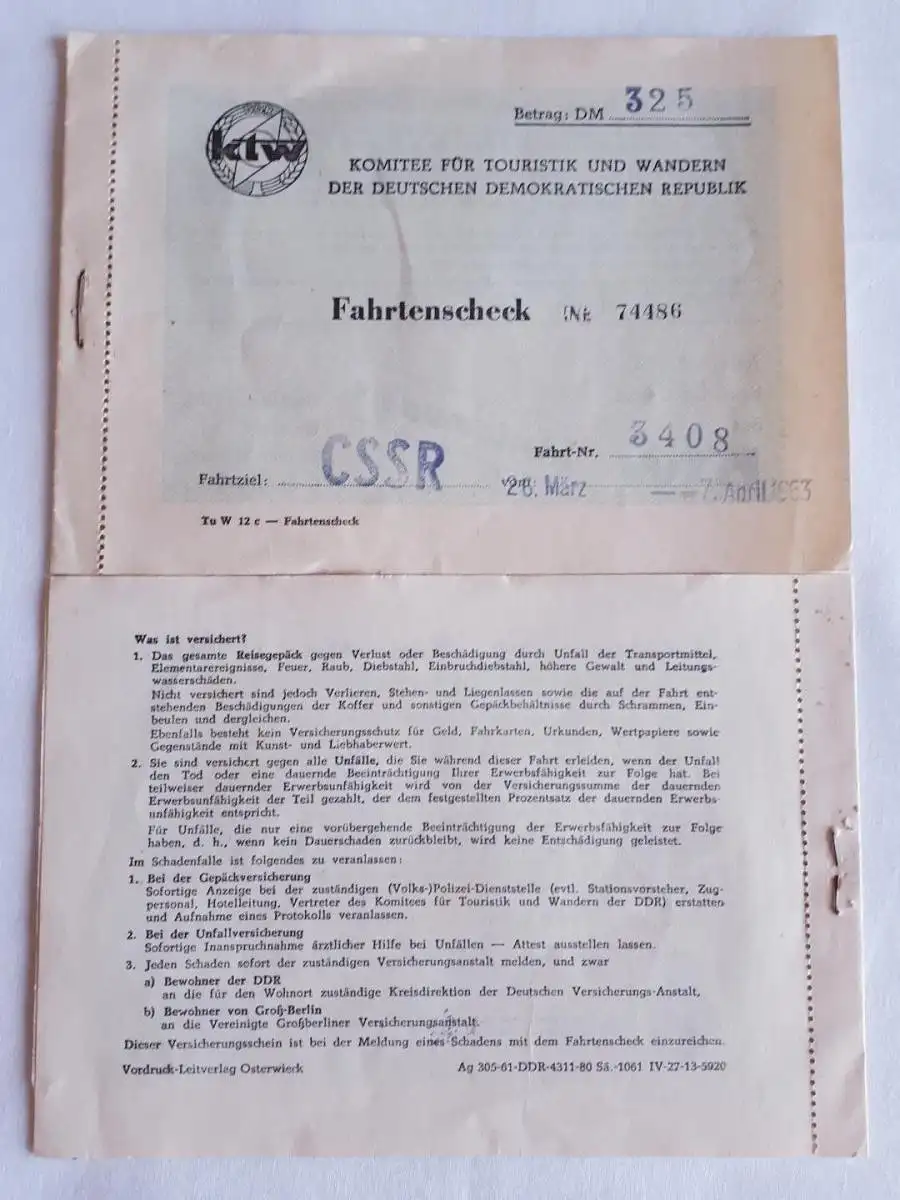 ktw
Betrag: DM 325
KOMITEE FÜR TOURISTIK UND WANDERN
DER DEUTSCHEN DEMOKRATISCHEN REPUBLIK
Fahrtenscheck Nr. 74486
Fahrt-Nr. 3408
Fahrtziel: CSSR vom 26. März — 7. April 1963
Tu W 12 c — Fahrtenscheck
Was ist versichert?
1. Das gesamte Reisegepäck gegen Verlust oder Beschädigung durch Unfall der Transportmittel,
Elementarereignisse, Feuer, Raub, Diebstahl, Einbruchdiebstahl, höhere Gewalt und Leitungs-
wasserschäden.
Nicht versichert sind jedoch Verlieren, Stehen- und Liegenlassen sowie die auf der Fahrt ent-
stehenden Beschädigungen der Koffer und sonstigen Gepäckbehältnisse durch Schrammen, Ein-
beulen und dergleichen.
Ebenfalls besteht kein Versicherungsschutz für Geld, Fahrkarten, Urkunden, Wertpapiere sowie
Gegenstände mit Kunst- und Liebhaberwert.
2. Sie sind versichert gegen alle Unfälle, die Sie während dieser Fahrt erleiden, wenn der Unfall
den Tod oder eine dauernde Beeinträchtigung Ihrer Erwerbsfähigkeit zur Folge hat. Bei
teilweiser dauernder Erwerbsunfähigkeit wird von der Versicherungssumme der dauernden
Erwerbsunfähigkeit der Teil gezahlt, der dem festgestellten Prozentsatz der dauernden Erwerbs-
unfähigkeit entspricht.
Für Unfälle, die nur eine vorübergehende Beeinträchtigung der Erwerbsfähigkeit zur Folge
haben, d. h., wenn kein Dauerschaden zurückbleibt, wird keine Entschädigung geleistet.
Im Schadenfalle ist folgendes zu veranlassen:
1. Bei der Gepäckversicherung
Sofortige Anzeige bei der zuständigen (Volks-)Polizei-Dienststelle (evtl. Stationsvorsteher, Zug-
personal, Hotelleitung, Vertreter des Komitees für Touristik und Wandern der DDR) erstatten
und Aufnahme eines Protokolls veranlassen.
2. Bei der Unfallversicherung
Sofortige Inanspruchnahme ärztlicher Hilfe bei Unfällen — Attest ausstellen lassen.
3. Jeden Schaden sofort der zuständigen Versicherungsanstalt melden, und zwar
a) Bewohner der DDR
an die für den Wohnort zuständige Kreisdirektion der Deutschen Versicherungs-Anstalt,
b) Bewohner von Groß-Berlin
an die Vereinigte Großberliner Versicherungsanstalt.
Dieser Versicherungsschein ist bei der Meldung eines Schadens mit dem Fahrtenscheck einzureichen.
Vordruck-Leitverlag Osterwieck Ag 305-61-DDR-4311-80 Sä.-1061 IV-27-13-5920